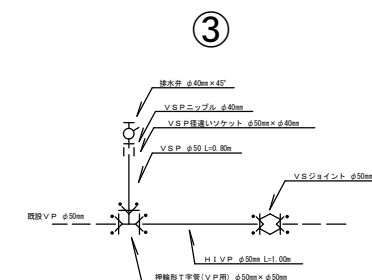 ③
排水弁 φ40mm×45°
VSPニップル φ40mm
VSP径違いソケット φ50mm×φ40mm
VSP φ50 L=0.80m
VSジョイント φ50mm
既設VP φ50mm
HIVP φ50mm L=1.00m
押輪形T字管(VP用) φ50mm×φ50mm